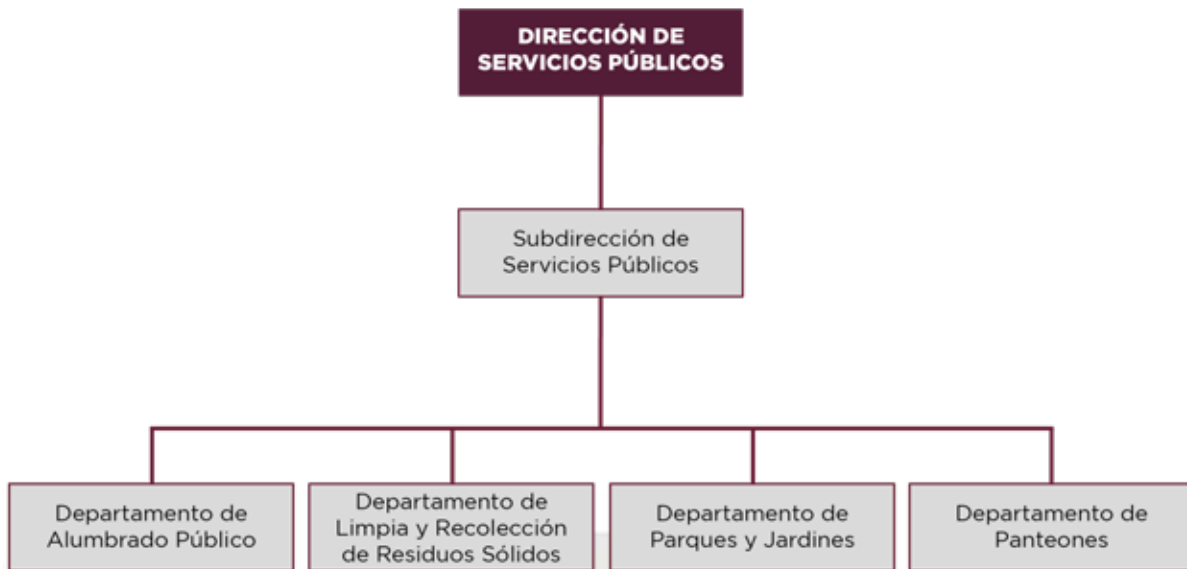 DIRECCIÓN DE
SERVICIOS PÚBLICOS
Subdirección de
Servicios Públicos
Departamento de
Alumbrado Público
Departamento de
Limpia y Recolección
de Residuos Sólidos
Departamento de
Parques y Jardines
Departamento de
Panteones